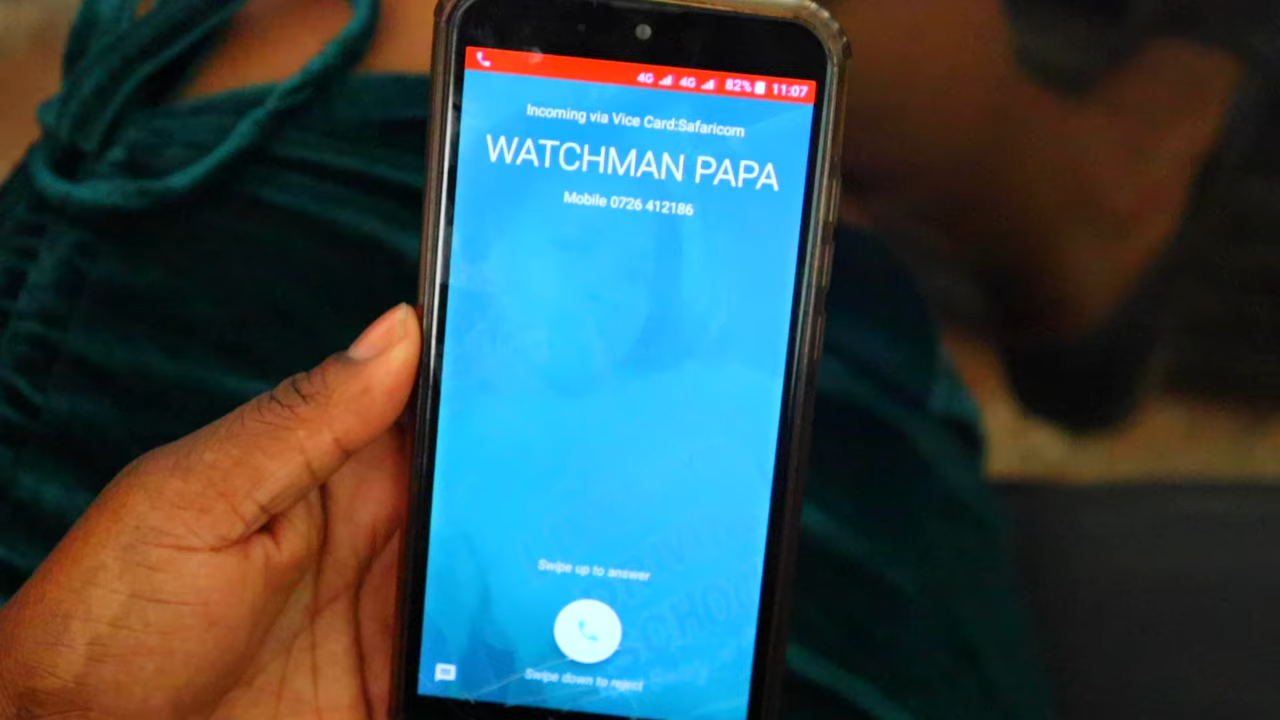 4G 4G 82% 11:07
Incoming via Vice Card:Safaricom
WATCHMAN PAPA
Mobile 0726 412186
Swipe up to answer
SCHOOL
Swipe down to reject